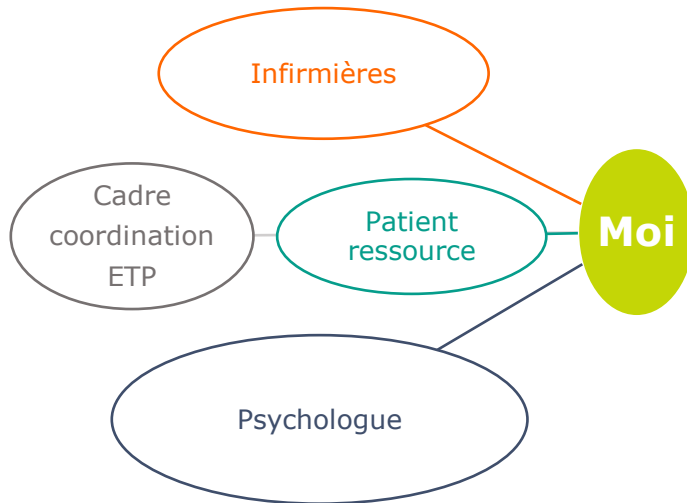 Infirmières
Cadre
coordination
ETP
Patient
ressource
Moi
Psychologue